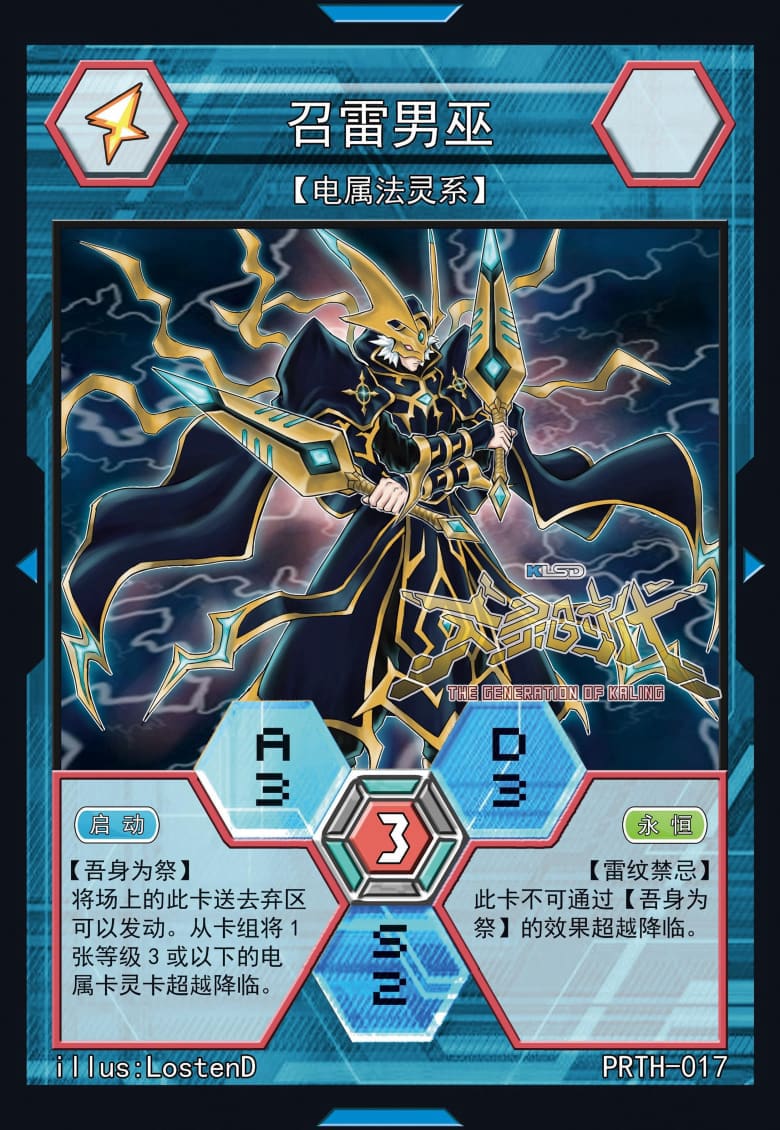 召雷男巫
【电属法灵系】
KLSD
卡灵时代
THE GENERATION OF KALING
A
3
D
3
3
S
2
启动
【吾身为祭】
将场上的此卡送去弃区
可以发动。从卡组将1
张等级3或以下的电
属卡灵卡超越降临。
永恒
【雷纹禁忌】
此卡不可通过【吾身为
祭】的效果超越降临。
illus:LostenD
PRTH-017